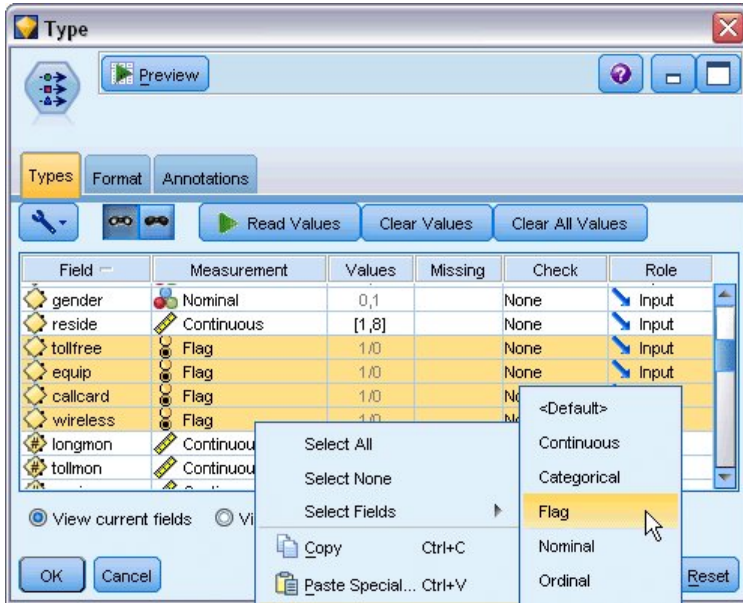 Type
Preview
Types Format Annotations
Read Values Clear Values Clear All Values
Field Measurement Values Missing Check Role
gender Nominal 0,1 None Input
reside Continuous [1,8] None Input
tollfree Flag 1/0 None Input
equip Flag 1/0 None Input
callcard Flag 1/0 None
wireless Flag 1/0
longmon
tollmon
Select All
Select None
Select Fields
Copy Ctrl+C
Paste Special... Ctrl+V
<Default>
Continuous
Categorical
Flag
Nominal
Ordinal
View current fields
OK Cancel Reset